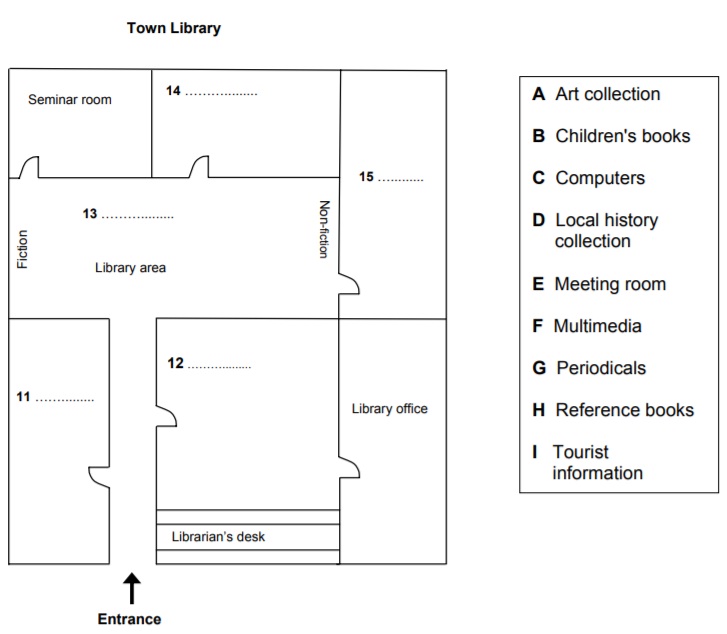 Town Library
Seminar room
14 ..................
15 ............
13 ..................
Fiction
Non-fiction
Library area
12 ..................
11 ...............
Library office
Librarian's desk
Entrance
A Art collection
B Children's books
C Computers
D Local history
collection
E Meeting room
F Multimedia
G Periodicals
H Reference books
I Tourist
information